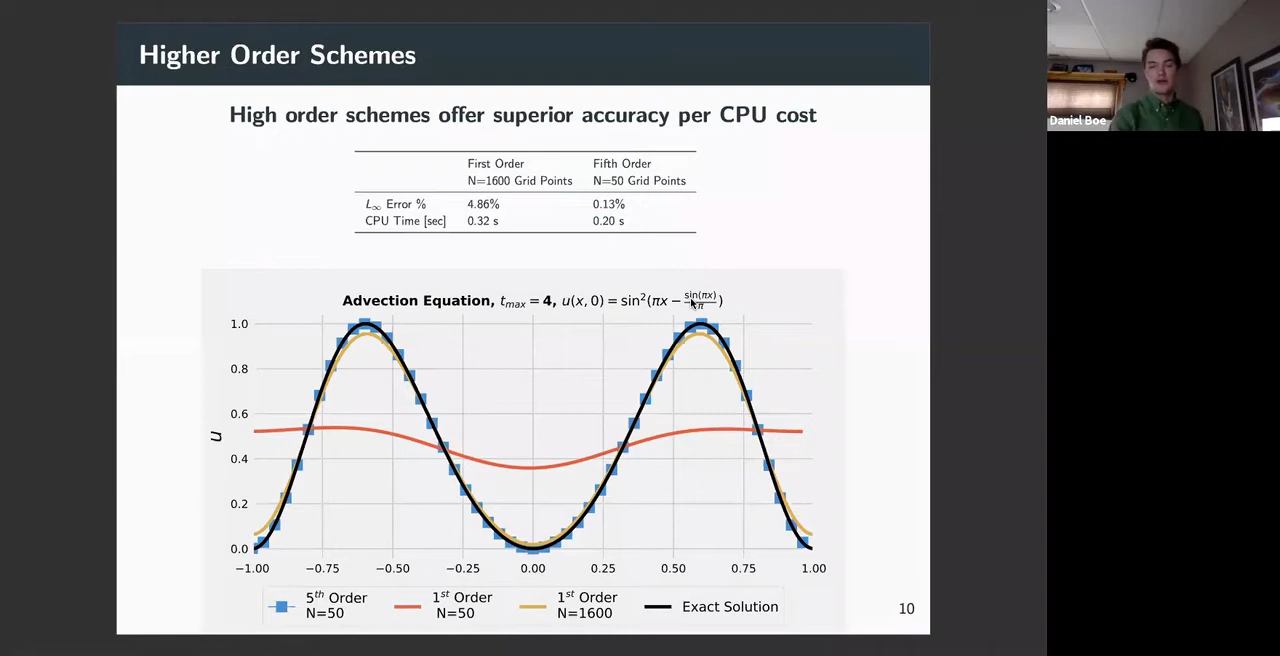 Higher Order Schemes
High order schemes offer superior accuracy per CPU cost
First Order Fifth Order
N=1600 Grid Points N=50 Grid Points
L∞ Error % 4.86% 0.13%
CPU Time [sec] 0.32 s 0.20 s
Advection Equation, tmax = 4, u(x, 0) = sin²(πx − sin(πx)/π)
1.0
0.8
0.6
0.4
0.2
0.0
u
−1.00 −0.75 −0.50 −0.25 0.00 0.25 0.50 0.75 1.00
5th Order 1st Order 1st Order Exact Solution
N=50 N=50 N=1600
10
Daniel Boe